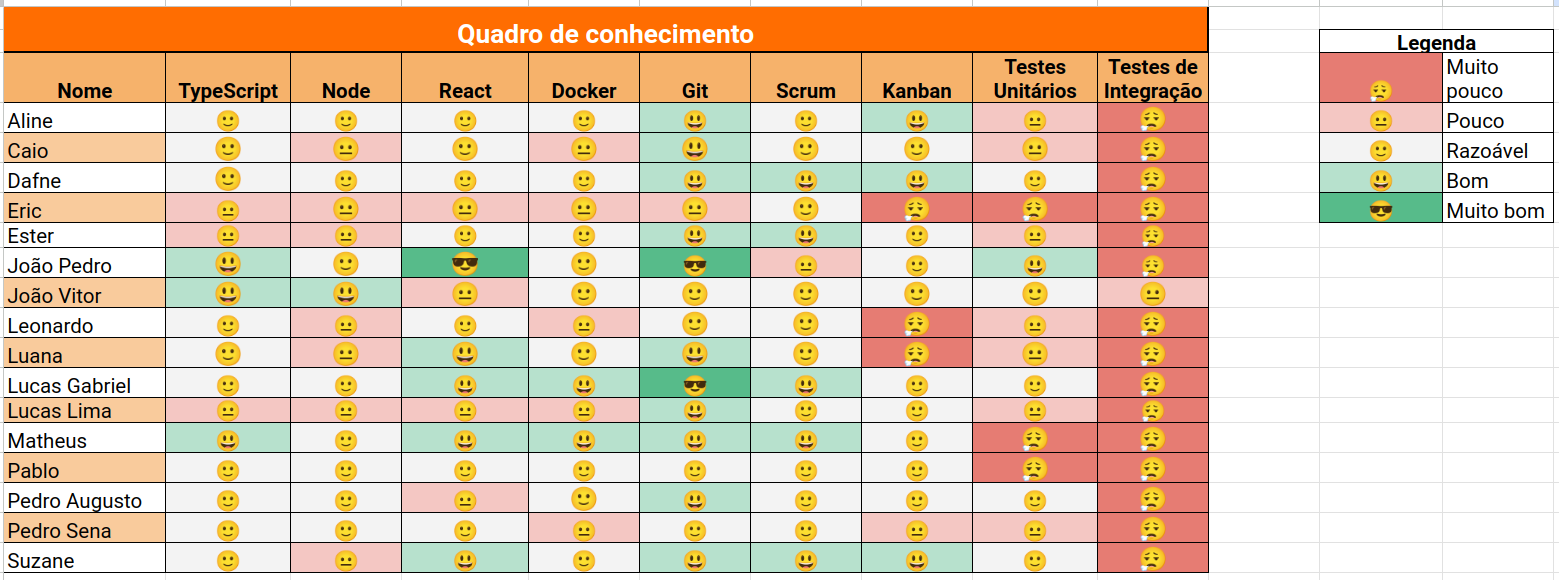 Quadro de conhecimento
Legenda
Nome TypeScript Node React Docker Git Scrum Kanban Testes Unitários Testes de Integração
Muito pouco
Aline 🙂 🙂 🙂 🙂 😃 🙂 😃 😐 😮‍💨
Pouco 😐
Caio 🙂 😐 🙂 😐 😃 🙂 🙂 😐 😮‍💨
Razoável 🙂
Dafne 🙂 🙂 🙂 🙂 😃 😃 😃 🙂 😮‍💨
Bom 😃
Eric 😐 😐 😐 😐 😐 🙂 😮‍💨 😮‍💨 😮‍💨
Muito bom 😎
Ester 😐 😐 🙂 🙂 😃 😃 🙂 😐 😮‍💨
João Pedro 😃 🙂 😎 🙂 😎 😐 🙂 😃 😮‍💨
João Vitor 😃 😃 😐 🙂 🙂 🙂 🙂 🙂 😐
Leonardo 🙂 😐 🙂 😐 🙂 🙂 😮‍💨 😐 😮‍💨
Luana 🙂 😐 😃 🙂 😃 🙂 😮‍💨 😐 😮‍💨
Lucas Gabriel 🙂 🙂 😃 😃 😎 😃 🙂 🙂 😮‍💨
Lucas Lima 😐 😐 😐 😐 😃 🙂 🙂 😐 😮‍💨
Matheus 😃 🙂 😃 😃 😃 😃 🙂 😮‍💨 😮‍💨
Pablo 🙂 🙂 🙂 🙂 🙂 🙂 🙂 😮‍💨 😮‍💨
Pedro Augusto 🙂 🙂 😐 🙂 😃 🙂 🙂 🙂 😮‍💨
Pedro Sena 🙂 🙂 🙂 😐 🙂 🙂 😐 😐 😮‍💨
Suzane 🙂 😐 😃 🙂 😃 😃 😃 🙂 😮‍💨